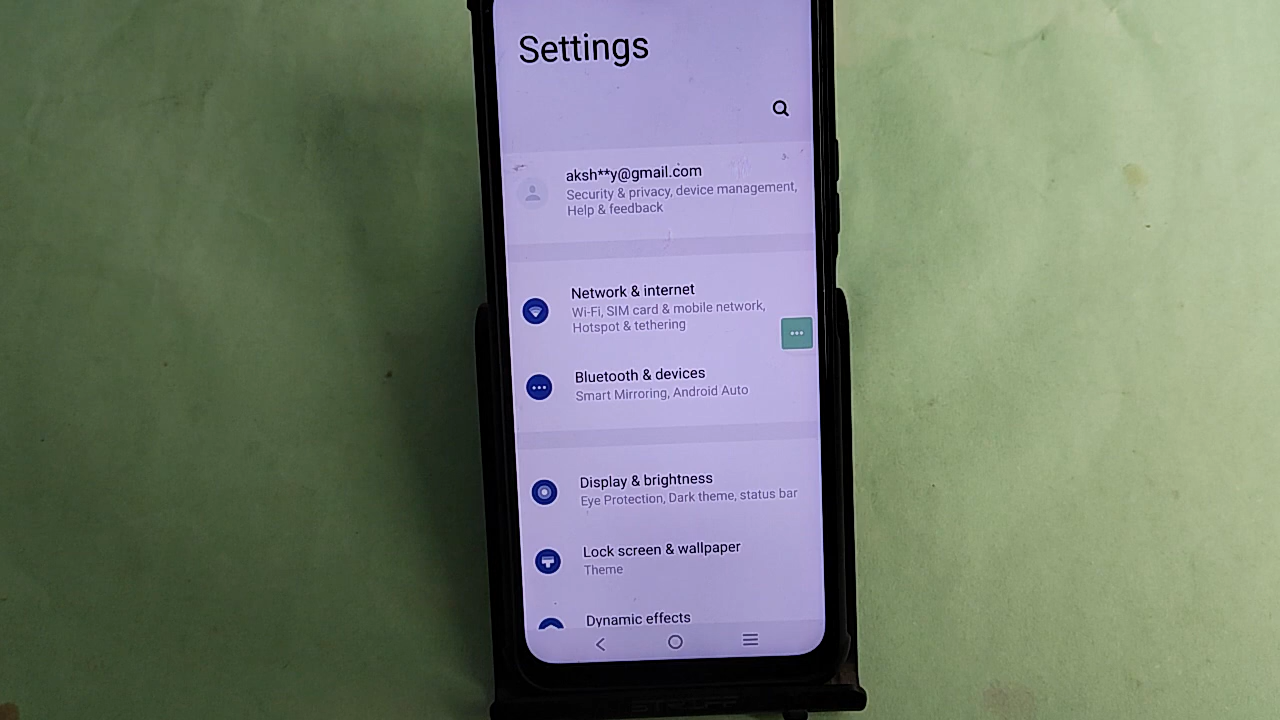 Settings
aksh**y@gmail.com
Security & privacy, device management,
Help & feedback
Network & internet
Wi-Fi, SIM card & mobile network,
Hotspot & tethering
Bluetooth & devices
Smart Mirroring, Android Auto
Display & brightness
Eye Protection, Dark theme, status bar
Lock screen & wallpaper
Theme
Dynamic effects